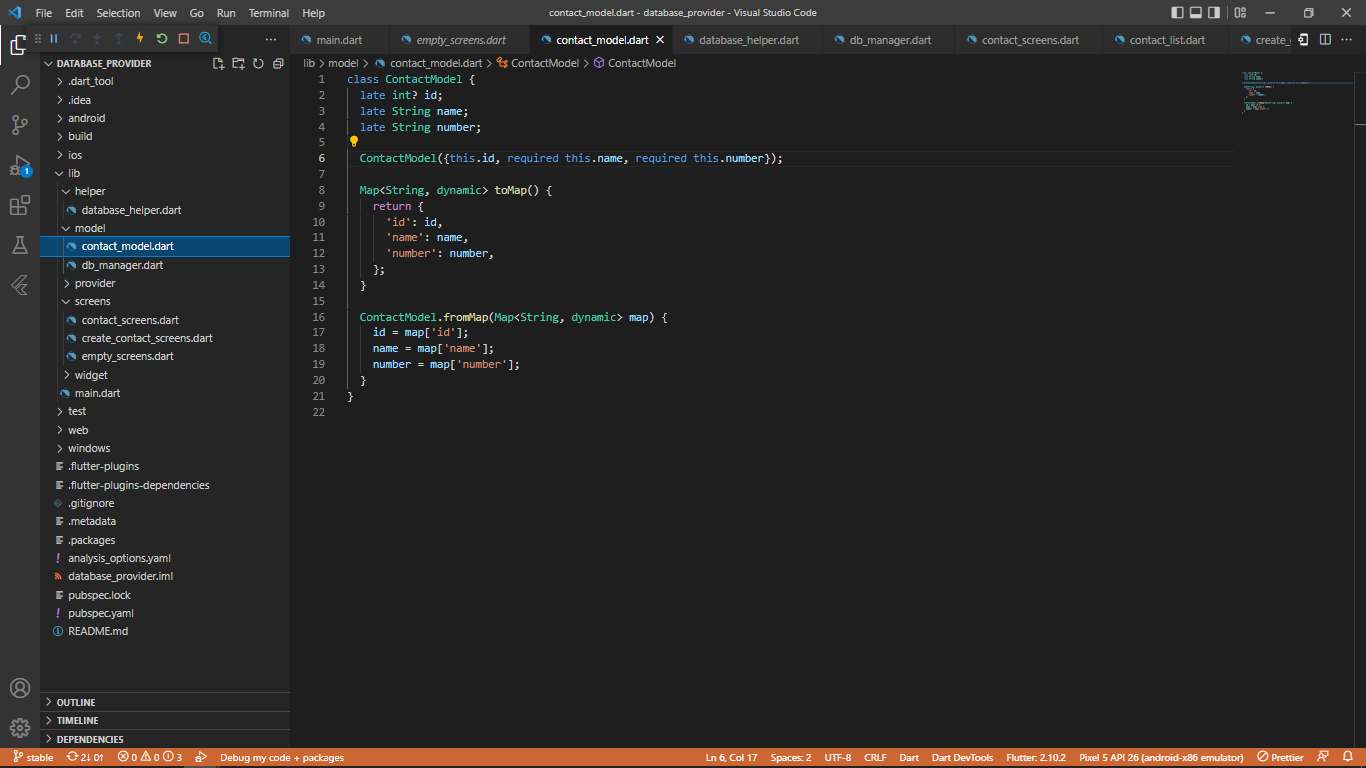 File Edit Selection View Go Run Terminal Help
contact_model.dart - database_provider - Visual Studio Code
main.dart
empty_screens.dart
contact_model.dart
database_helper.dart
db_manager.dart
contact_screens.dart
contact_list.dart
create_
DATABASE_PROVIDER
.dart_tool
.idea
android
build
ios
lib
helper
database_helper.dart
model
contact_model.dart
db_manager.dart
provider
screens
contact_screens.dart
create_contact_screens.dart
empty_screens.dart
widget
main.dart
test
web
windows
.flutter-plugins
.flutter-plugins-dependencies
.gitignore
.metadata
.packages
analysis_options.yaml
database_provider.iml
pubspec.lock
pubspec.yaml
README.md
OUTLINE
TIMELINE
DEPENDENCIES
1
lib > model > contact_model.dart > ContactModel > ContactModel
1 class ContactModel {
2 late int? id;
3 late String name;
4 late String number;
5
6 ContactModel({this.id, required this.name, required this.number});
7
8 Map<String, dynamic> toMap() {
9 return {
10 'id': id,
11 'name': name,
12 'number': number,
13 };
14 }
15
16 ContactModel.fromMap(Map<String, dynamic> map) {
17 id = map['id'];
18 name = map['name'];
19 number = map['number'];
20 }
21 }
22
stable 2↓ 0↑ 0 0 3 Debug my code + packages Ln 6, Col 17 Spaces: 2 UTF-8 CRLF Dart Dart DevTools Flutter: 2.10.2 Pixel 5 API 26 (android-x86 emulator) Prettier